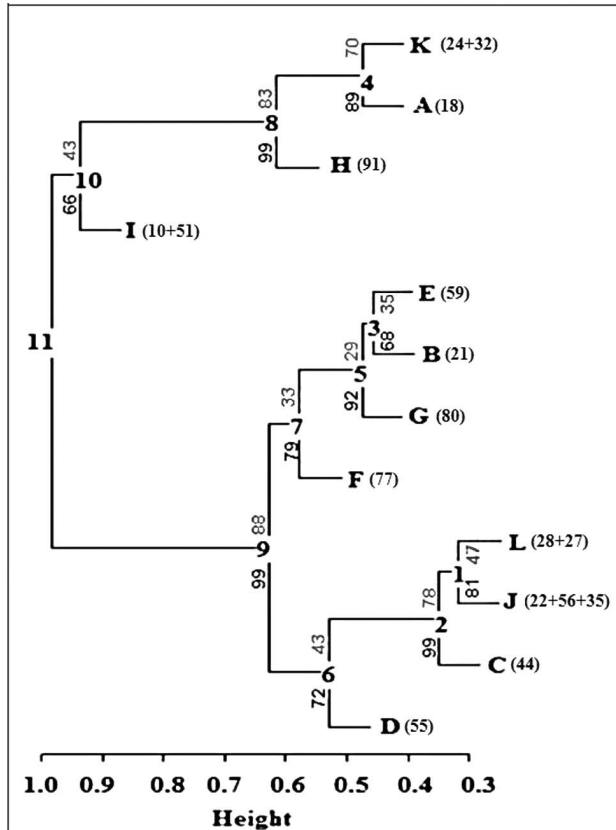 70
K (24+32)
4
83
89
A (18)
8
43
99
H (91)
10
66
I (10+51)
E (59)
35
3
11
29
68
B (21)
5
33
92
G (80)
7
79
F (77)
88
L (28+27)
47
9
1
99
78
81
J (22+56+35)
2
43
99
C (44)
6
72
D (55)
1.0 0.9 0.8 0.7 0.6 0.5 0.4 0.3
Height